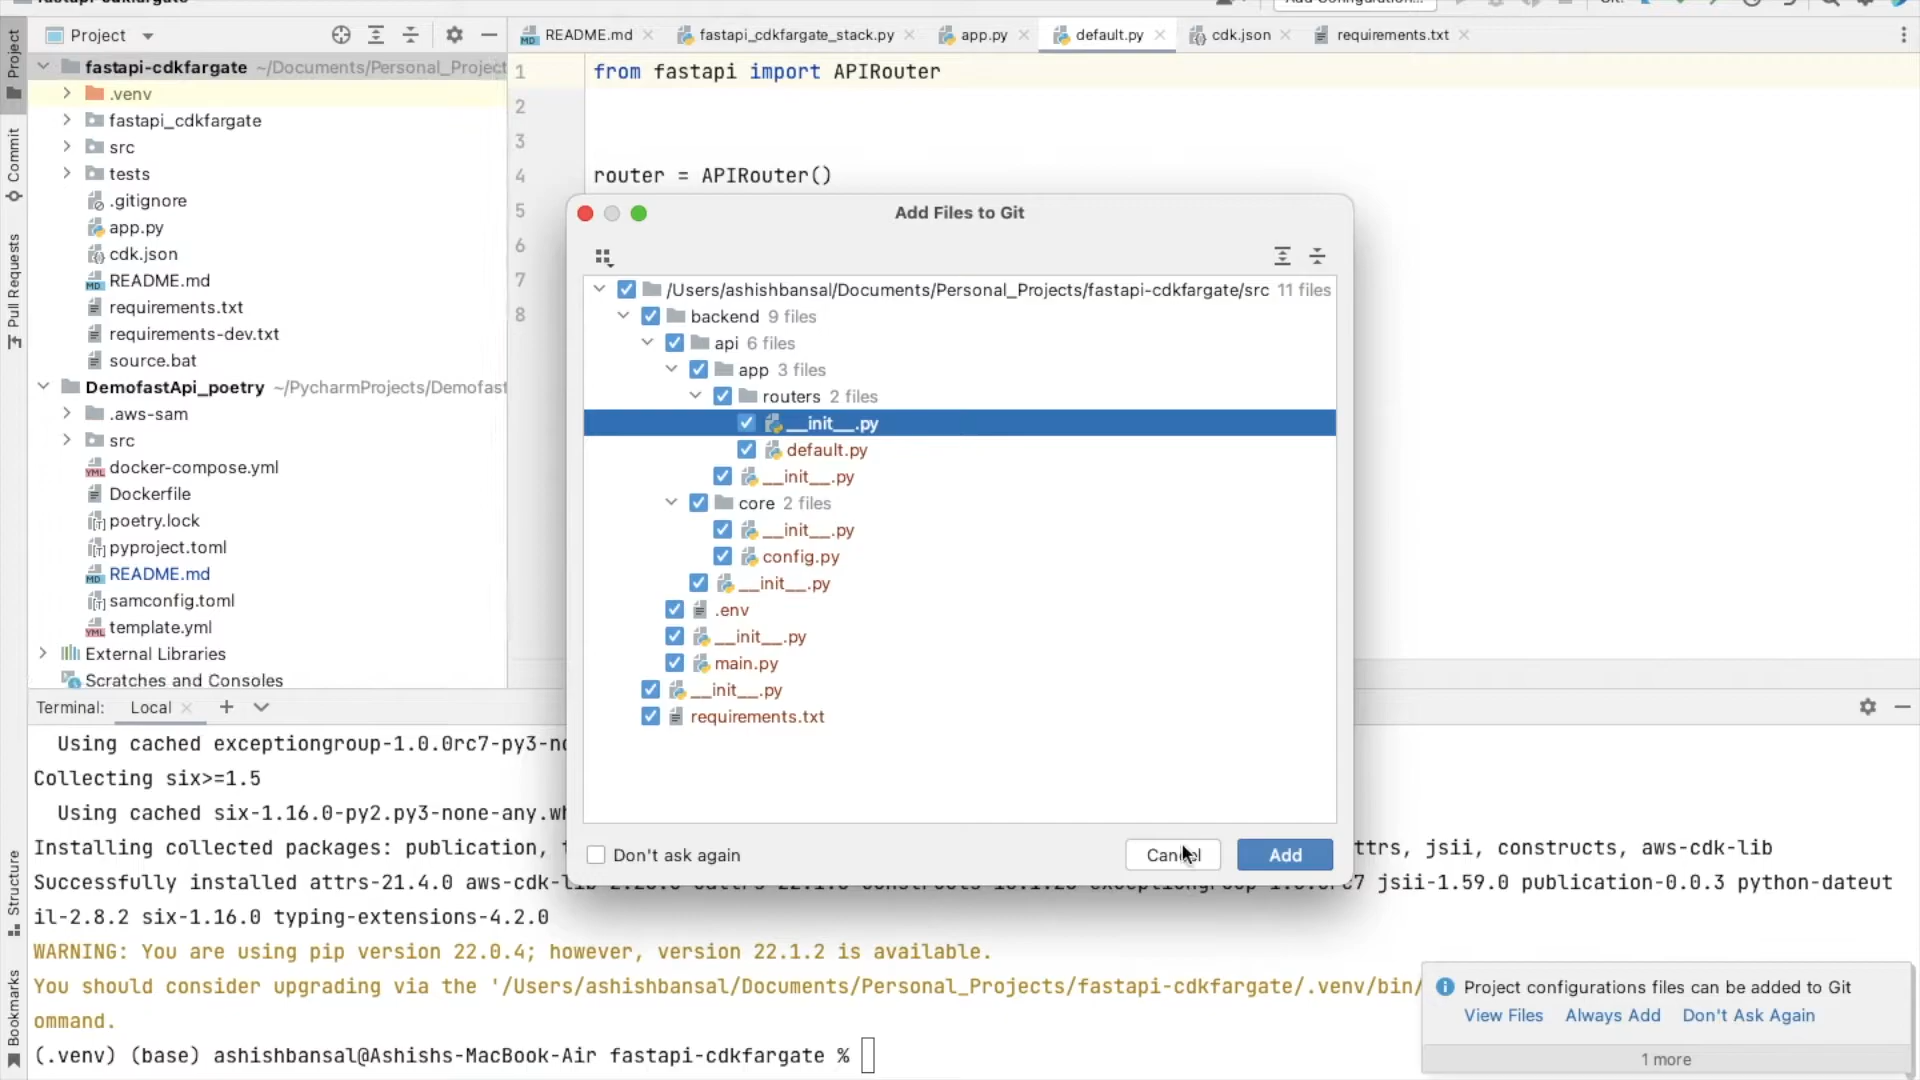 Project
README.md
fastapi_cdkfargate_stack.py
app.py
default.py
cdk.json
requirements.txt
Project
Commit
Pull Requests
Structure
Bookmarks
fastapi-cdkfargate ~/Documents/Personal_Project
.venv
fastapi_cdkfargate
src
tests
.gitignore
app.py
cdk.json
README.md
requirements.txt
requirements-dev.txt
source.bat
DemofastApi_poetry ~/PycharmProjects/Demofast
.aws-sam
src
docker-compose.yml
Dockerfile
poetry.lock
pyproject.toml
README.md
samconfig.toml
template.yml
External Libraries
Scratches and Consoles
1 from fastapi import APIRouter
2
3
4 router = APIRouter()
5
6
7
8
Add Files to Git
/Users/ashishbansal/Documents/Personal_Projects/fastapi-cdkfargate/src 11 files
backend 9 files
api 6 files
app 3 files
routers 2 files
__init__.py
default.py
__init__.py
core 2 files
__init__.py
config.py
__init__.py
.env
__init__.py
main.py
__init__.py
requirements.txt
Don't ask again
Cancel
Add
Terminal: Local
Using cached exceptiongroup-1.0.0rc7-py3-no
Collecting six>=1.5
Using cached six-1.16.0-py2.py3-none-any.wh
Installing collected packages: publication, ttrs, jsii, constructs, aws-cdk-lib
Successfully installed attrs-21.4.0 jsii-1.59.0 publication-0.0.3 python-dateut
il-2.8.2 six-1.16.0 typing-extensions-4.2.0
WARNING: You are using pip version 22.0.4; however, version 22.1.2 is available.
You should consider upgrading via the '/Users/ashishbansal/Documents/Personal_Projects/fastapi-cdkfargate/.venv/bin/
ommand.
(.venv) (base) ashishbansal@Ashishs-MacBook-Air fastapi-cdkfargate %
Project configurations files can be added to Git
View Files Always Add Don't Ask Again
1 more